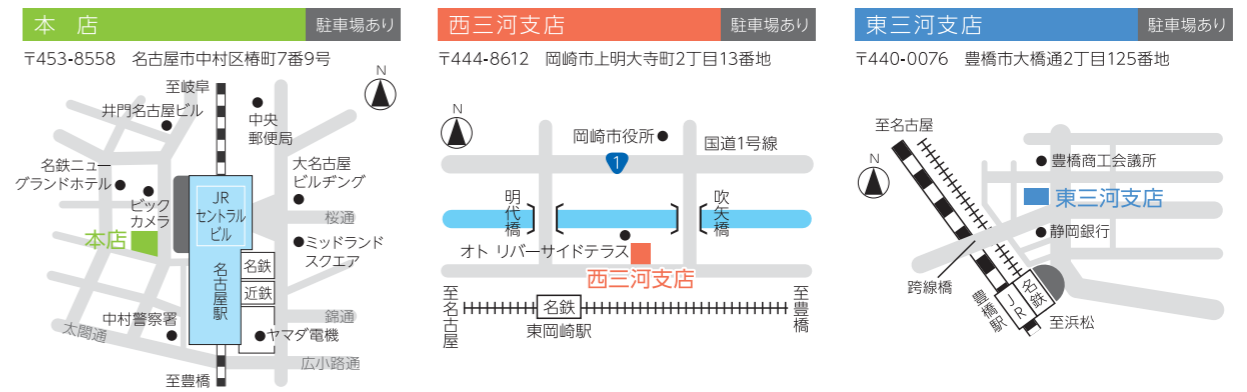 本 店
駐車場あり
〒453-8558 名古屋市中村区椿町7番9号
至岐阜
N
井門名古屋ビル
中央
郵便局
名鉄ニュー
グランドホテル
大名古屋
ビルヂング
ビック
カメラ
JR
セントラル
ビル
桜通
本店
ミッドランド
スクエア
名古屋駅
名鉄
近鉄
中村警察署
太閤通
錦通
ヤマダ電機
広小路通
至豊橋
西三河支店
駐車場あり
〒444-8612 岡崎市上明大寺町2丁目13番地
N
岡崎市役所
国道1号線
1
明代橋
吹矢橋
オト リバーサイドテラス
西三河支店
至名古屋
名鉄
東岡崎駅
至豊橋
東三河支店
駐車場あり
〒440-0076 豊橋市大橋通2丁目125番地
至名古屋
N
豊橋商工会議所
東三河支店
静岡銀行
跨線橋
豊橋駅
JR
名鉄
至浜松